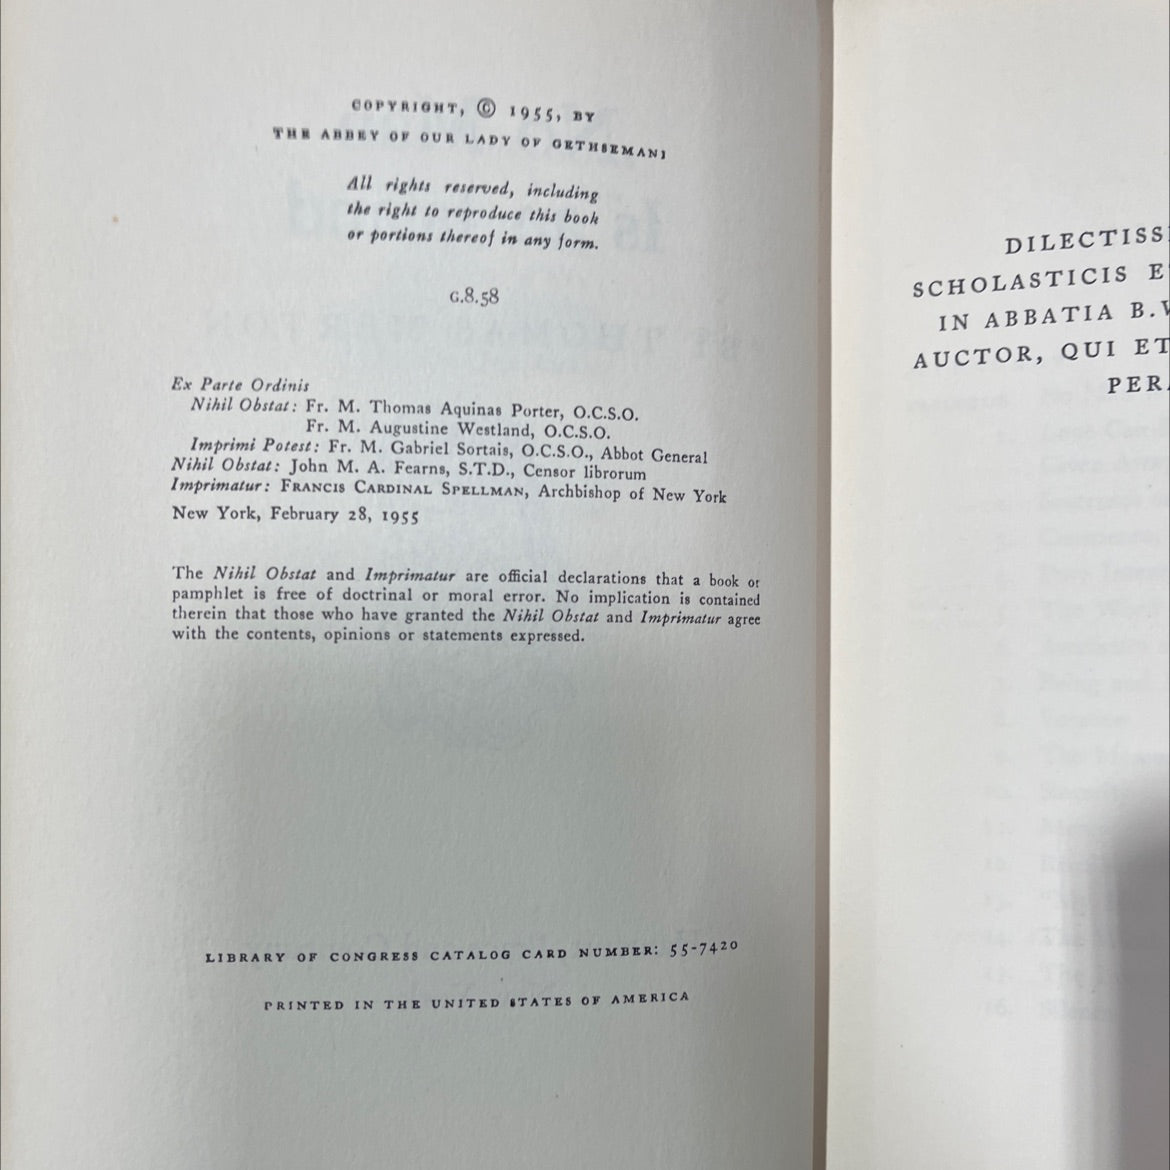 COPYRIGHT, © 1955, BY
THE ABBEY OF OUR LADY OF GETHSEMANI
All rights reserved, including
the right to reproduce this book
or portions thereof in any form.
G.8.58
Ex Parte Ordinis
Nihil Obstat: Fr. M. Thomas Aquinas Porter, O.C.S.O.
Fr. M. Augustine Westland, O.C.S.O.
Imprimi Potest: Fr. M. Gabriel Sortais, O.C.S.O., Abbot General
Nihil Obstat: John M. A. Fearns, S.T.D., Censor librorum
Imprimatur: FRANCIS CARDINAL SPELLMAN, Archbishop of New York
New York, February 28, 1955
The Nihil Obstat and Imprimatur are official declarations that a book or
pamphlet is free of doctrinal or moral error. No implication is contained
therein that those who have granted the Nihil Obstat and Imprimatur agree
with the contents, opinions or statements expressed.
LIBRARY OF CONGRESS CATALOG CARD NUMBER: 55-7420
PRINTED IN THE UNITED STATES OF AMERICA
DILECTISS
SCHOLASTICIS E
IN ABBATIA B.
AUCTOR, QUI ET
PER